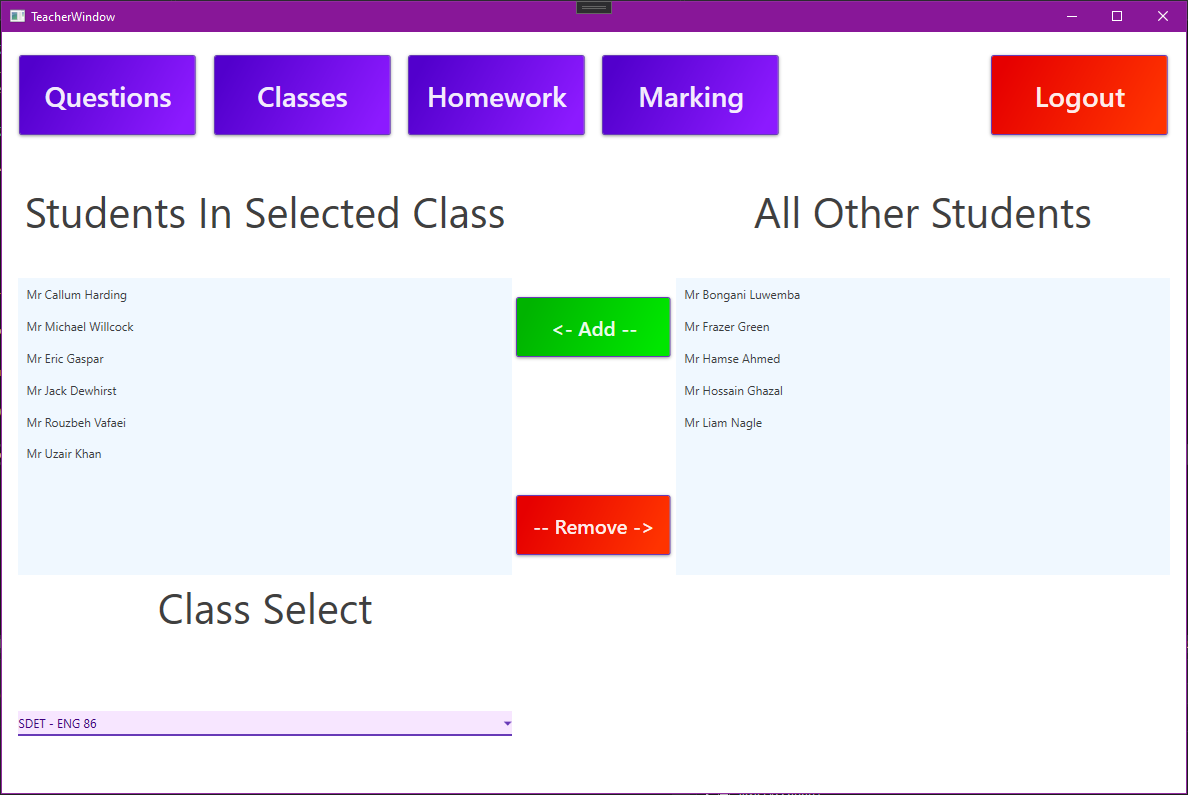 TeacherWindow
Questions
Classes
Homework
Marking
Logout
Students In Selected Class
All Other Students
Mr Callum Harding
Mr Michael Willcock
Mr Eric Gaspar
Mr Jack Dewhirst
Mr Rouzbeh Vafaei
Mr Uzair Khan
<- Add --
-- Remove ->
Mr Bongani Luwemba
Mr Frazer Green
Mr Hamse Ahmed
Mr Hossain Ghazal
Mr Liam Nagle
Class Select
SDET - ENG 86